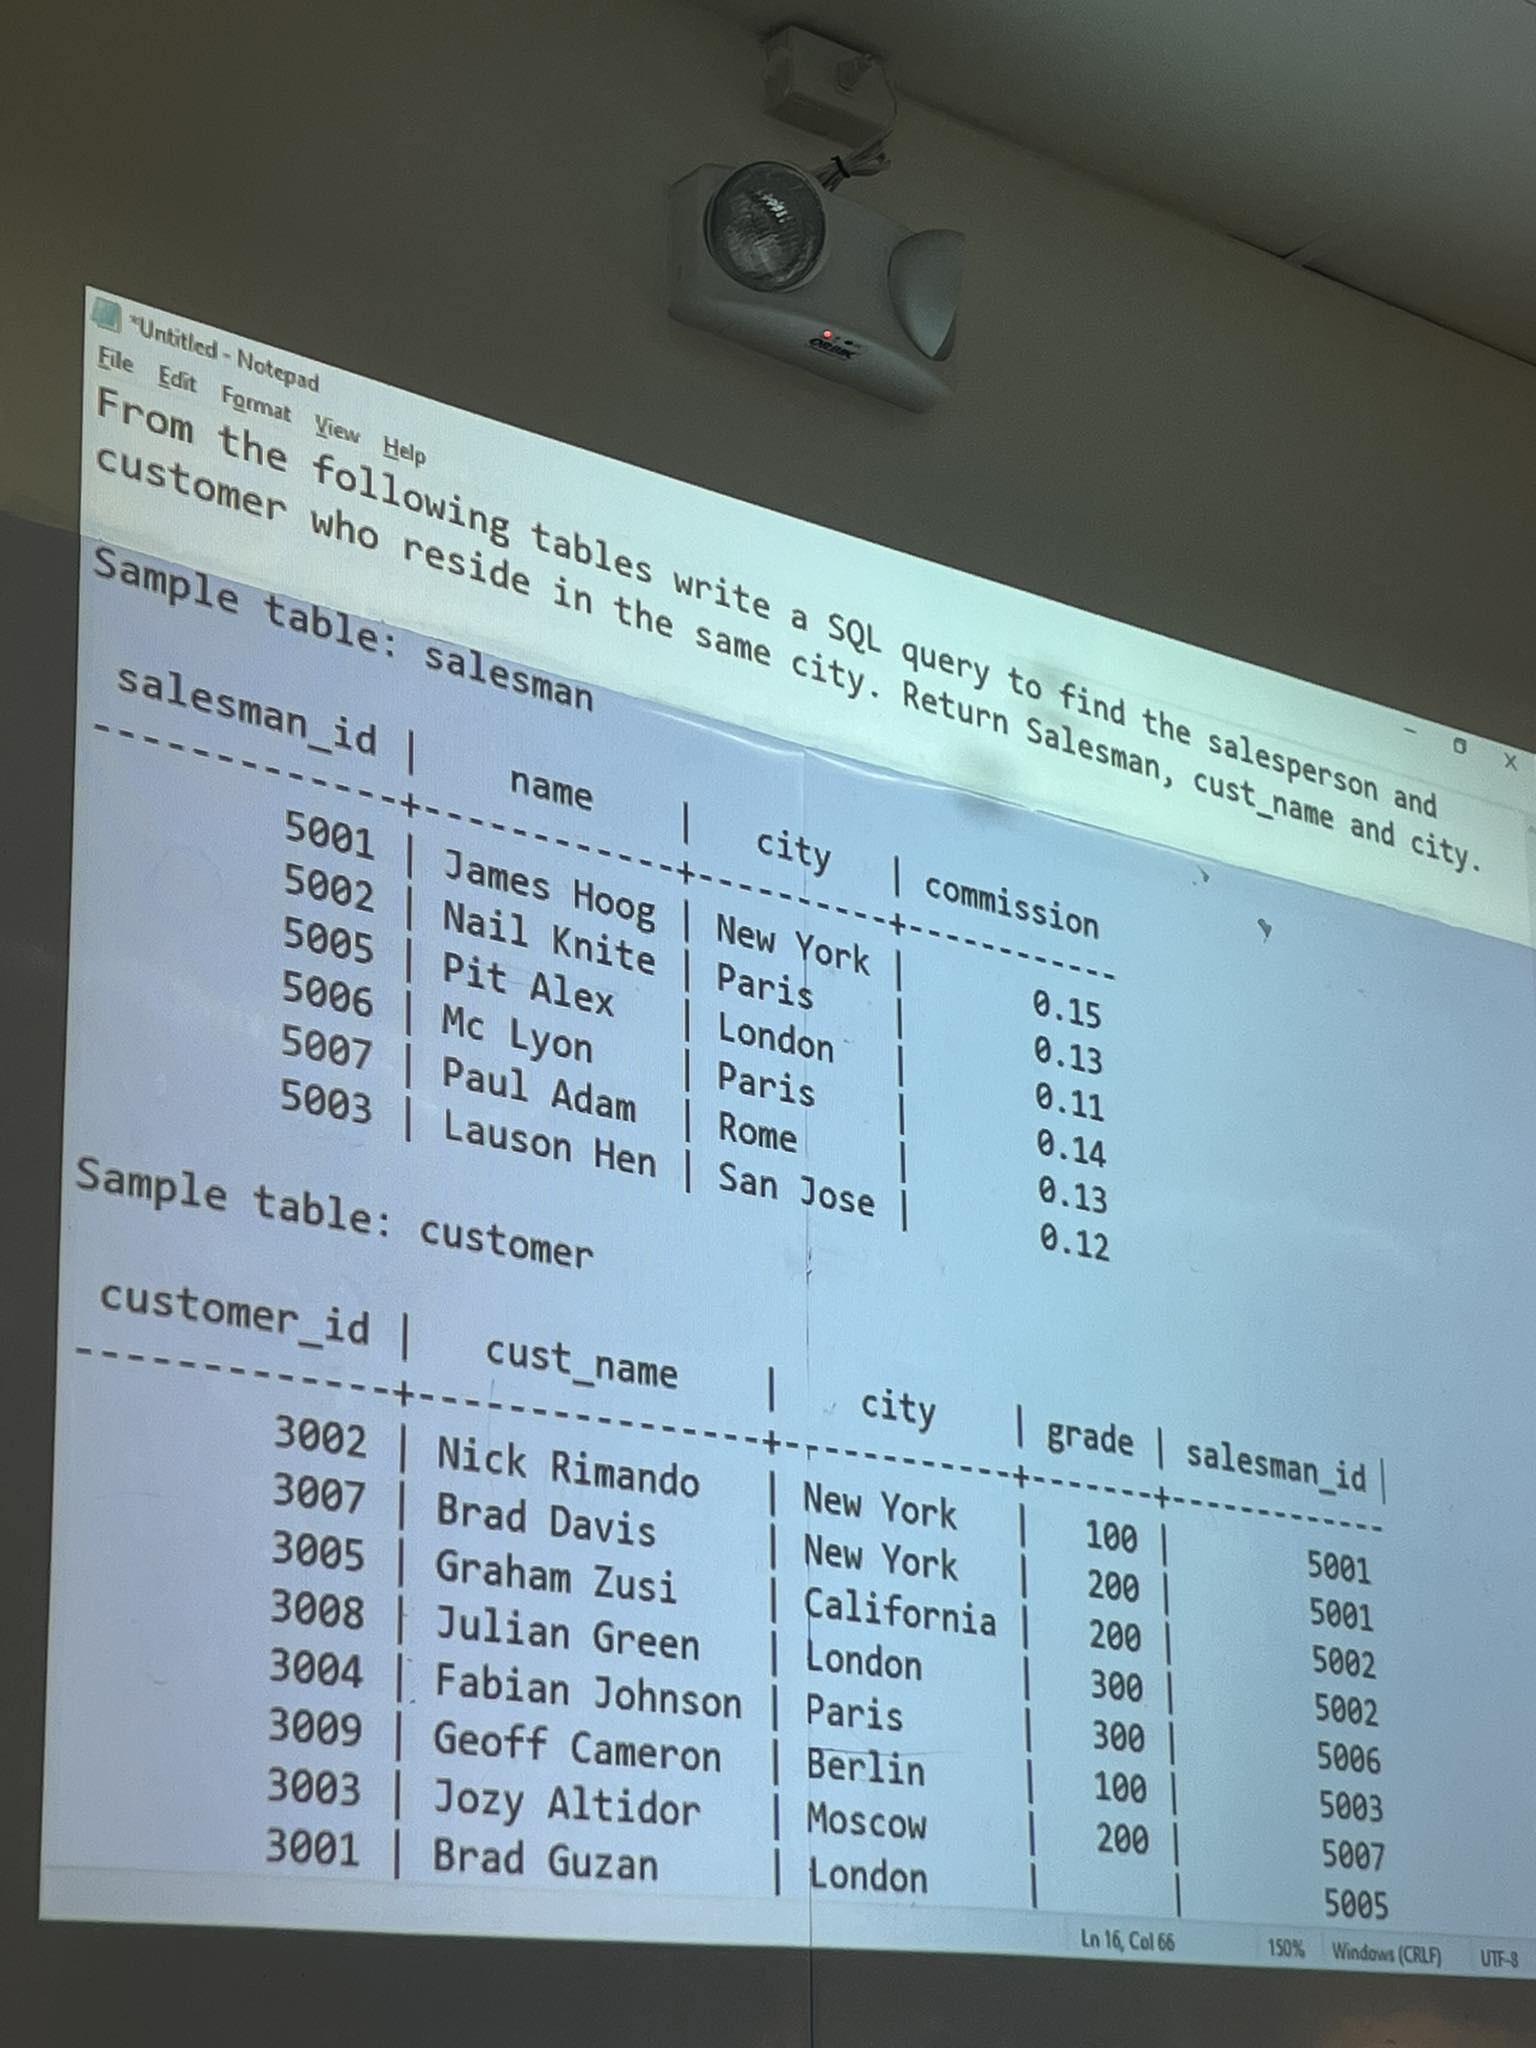 ORBIK
*Untitled - Notepad
File Edit Format View Help
From the following tables write a SQL query to find the salesperson and
customer who reside in the same city. Return Salesman, cust_name and city.
Sample table: salesman
salesman_id | name | city | commission
------------+------------+----------+-----------
5001 | James Hoog | New York | 0.15
5002 | Nail Knite | Paris | 0.13
5005 | Pit Alex | London | 0.11
5006 | Mc Lyon | Paris | 0.14
5007 | Paul Adam | Rome | 0.13
5003 | Lauson Hen | San Jose | 0.12
Sample table: customer
customer_id | cust_name | city | grade | salesman_id
-------------+----------------+------------+-------+-------------
3002 | Nick Rimando | New York | 100 | 5001
3007 | Brad Davis | New York | 200 | 5001
3005 | Graham Zusi | California | 200 | 5002
3008 | Julian Green | London | 300 | 5002
3004 | Fabian Johnson | Paris | 300 | 5006
3009 | Geoff Cameron | Berlin | 100 | 5003
3003 | Jozy Altidor | Moscow | 200 | 5007
3001 | Brad Guzan | London | | 5005
Ln 16, Col 66 150% Windows (CRLF) UTF-8